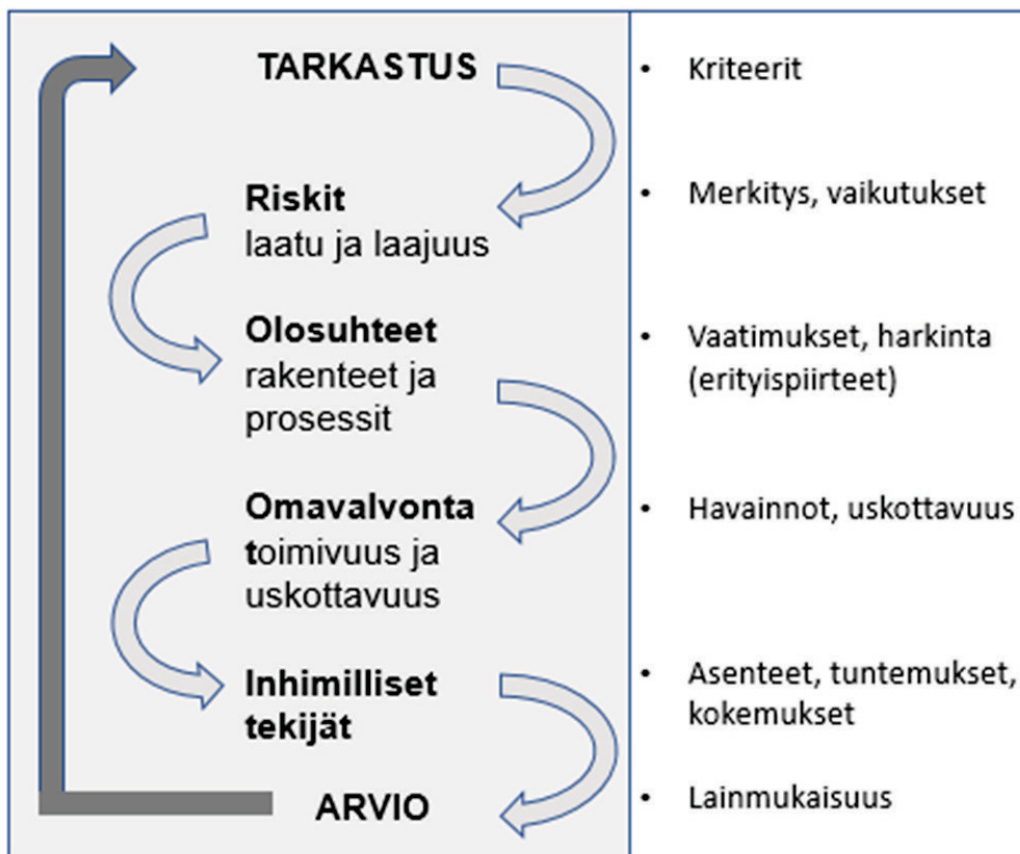 TARKASTUS
• Kriteerit
Riskit
laatu ja laajuus
• Merkitys, vaikutukset
Olosuhteet
rakenteet ja
prosessit
• Vaatimukset, harkinta
(erityispiirteet)
Omavalvonta
toimivuus ja
uskottavuus
• Havainnot, uskottavuus
Inhimilliset
tekijät
• Asenteet, tuntemukset,
kokemukset
ARVIO
• Lainmukaisuus